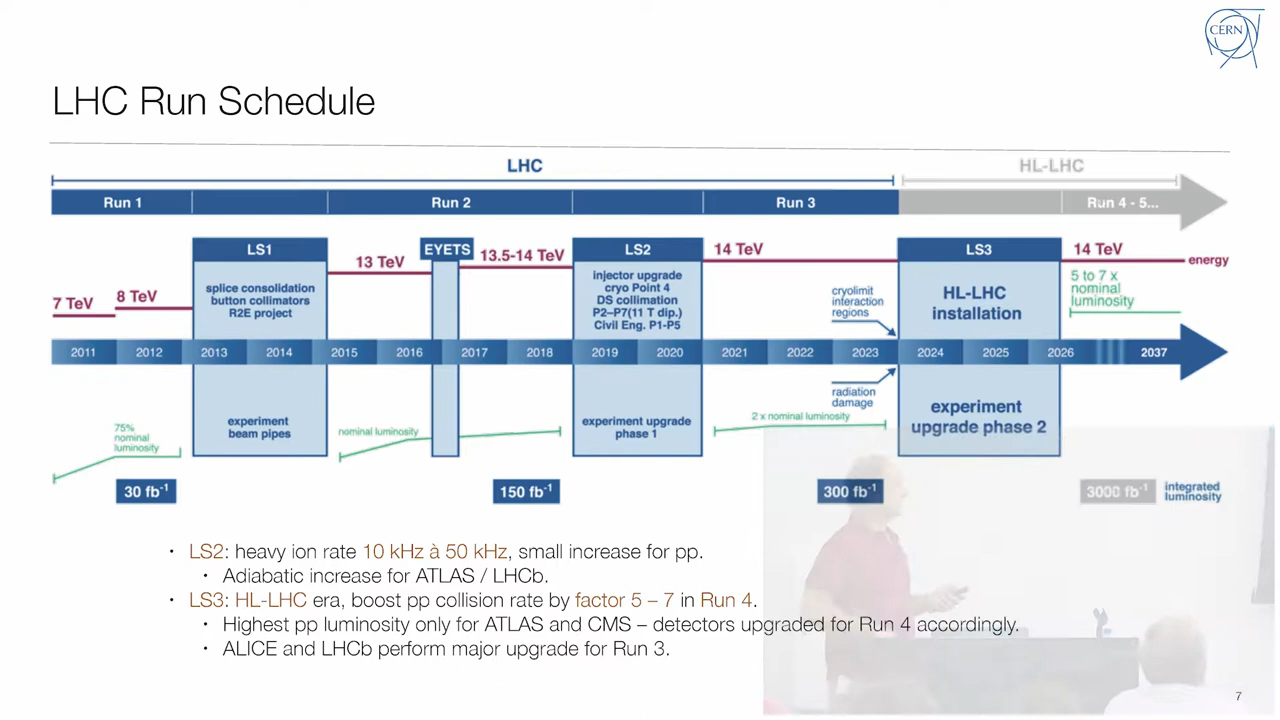 CERN
LHC Run Schedule
LHC
HL-LHC
Run 1
Run 2
Run 3
Run 4 - 5...
LS1
EYETS
LS2
LS3
7 TeV
8 TeV
13 TeV
13.5-14 TeV
14 TeV
14 TeV
energy
splice consolidation
button collimators
R2E project
injector upgrade
cryo Point 4
DS collimation
P2–P7(11 T dip.)
Civil Eng. P1-P5
cryolimit
interaction
regions
HL-LHC
installation
5 to 7 x
nominal
luminosity
2011 2012 2013 2014 2015 2016 2017 2018 2019 2020 2021 2022 2023 2024 2025 2026 2037
75%
nominal
luminosity
experiment
beam pipes
nominal luminosity
experiment upgrade
phase 1
2 x nominal luminosity
radiation
damage
experiment
upgrade phase 2
30 fb-1
150 fb-1
300 fb-1
3000 fb-1
integrated
luminosity
• LS2: heavy ion rate 10 kHz à 50 kHz, small increase for pp.
• Adiabatic increase for ATLAS / LHCb.
• LS3: HL-LHC era, boost pp collision rate by factor 5 – 7 in Run 4.
• Highest pp luminosity only for ATLAS and CMS – detectors upgraded for Run 4 accordingly.
• ALICE and LHCb perform major upgrade for Run 3.
7